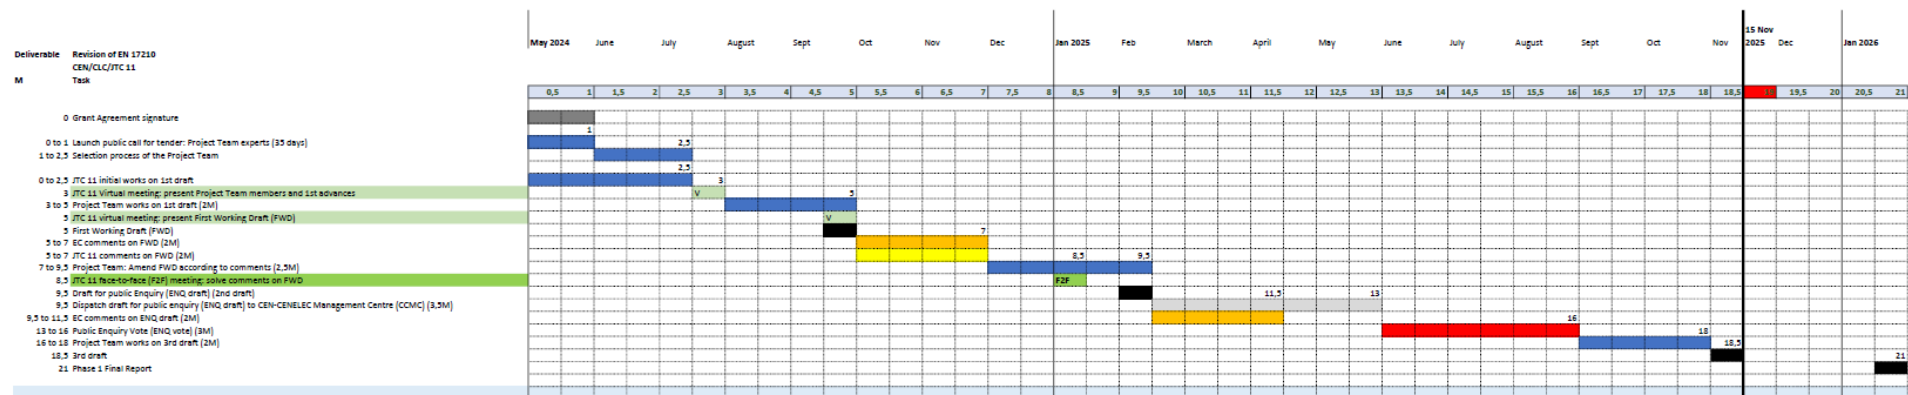 15 Nov
May 2024 June July August Sept Oct Nov Dec Jan 2025 Feb March April May June July August Sept Oct Nov 2025 Dec Jan 2026
Deliverable Revision of EN 17210
CEN/CLC/JTC 11
M Task
0,5 1 1,5 2 2,5 3 3,5 4 4,5 5 5,5 6 6,5 7 7,5 8 8,5 9 9,5 10 10,5 11 11,5 12 12,5 13 13,5 14 14,5 15 15,5 16 16,5 17 17,5 18 18,5 19,5 20 20,5 21
0 Grant Agreement signature
1
0 to 1 Launch public call for tender: Project Team experts (35 days) 2,5
1 to 2,5 Selection process of the Project Team
2,5
0 to 2,5 JTC 11 initial works on 1st draft 3
3 JTC 11 Virtual meeting: present Project Team members and 1st advances V 5
3 to 5 Project Team works on 1st draft (2M)
5 JTC 11 virtual meeting: present First Working Draft (FWD) V
5 First Working Draft (FWD) 7
5 to 7 EC comments on FWD (2M)
5 to 7 JTC 11 comments on FWD (2M) 8,5 9,5
7 to 9,5 Project Team: Amend FWD according to comments (2,5M)
8,5 JTC 11 face-to-face (F2F) meeting: solve comments on FWD F2F
9,5 Draft for public Enquiry (ENQ draft) (2nd draft) 11,5 13
9,5 Dispatch draft for public enquiry (ENQ draft) to CEN-CENELEC Management Centre (CCMC) (3,5M)
9,5 to 11,5 EC comments on ENQ draft (2M) 16
13 to 16 Public Enquiry Vote (ENQ vote) (3M) 18
16 to 18 Project Team works on 3rd draft (2M) 18,5
18,5 3rd draft 21
21 Phase 1 Final Report